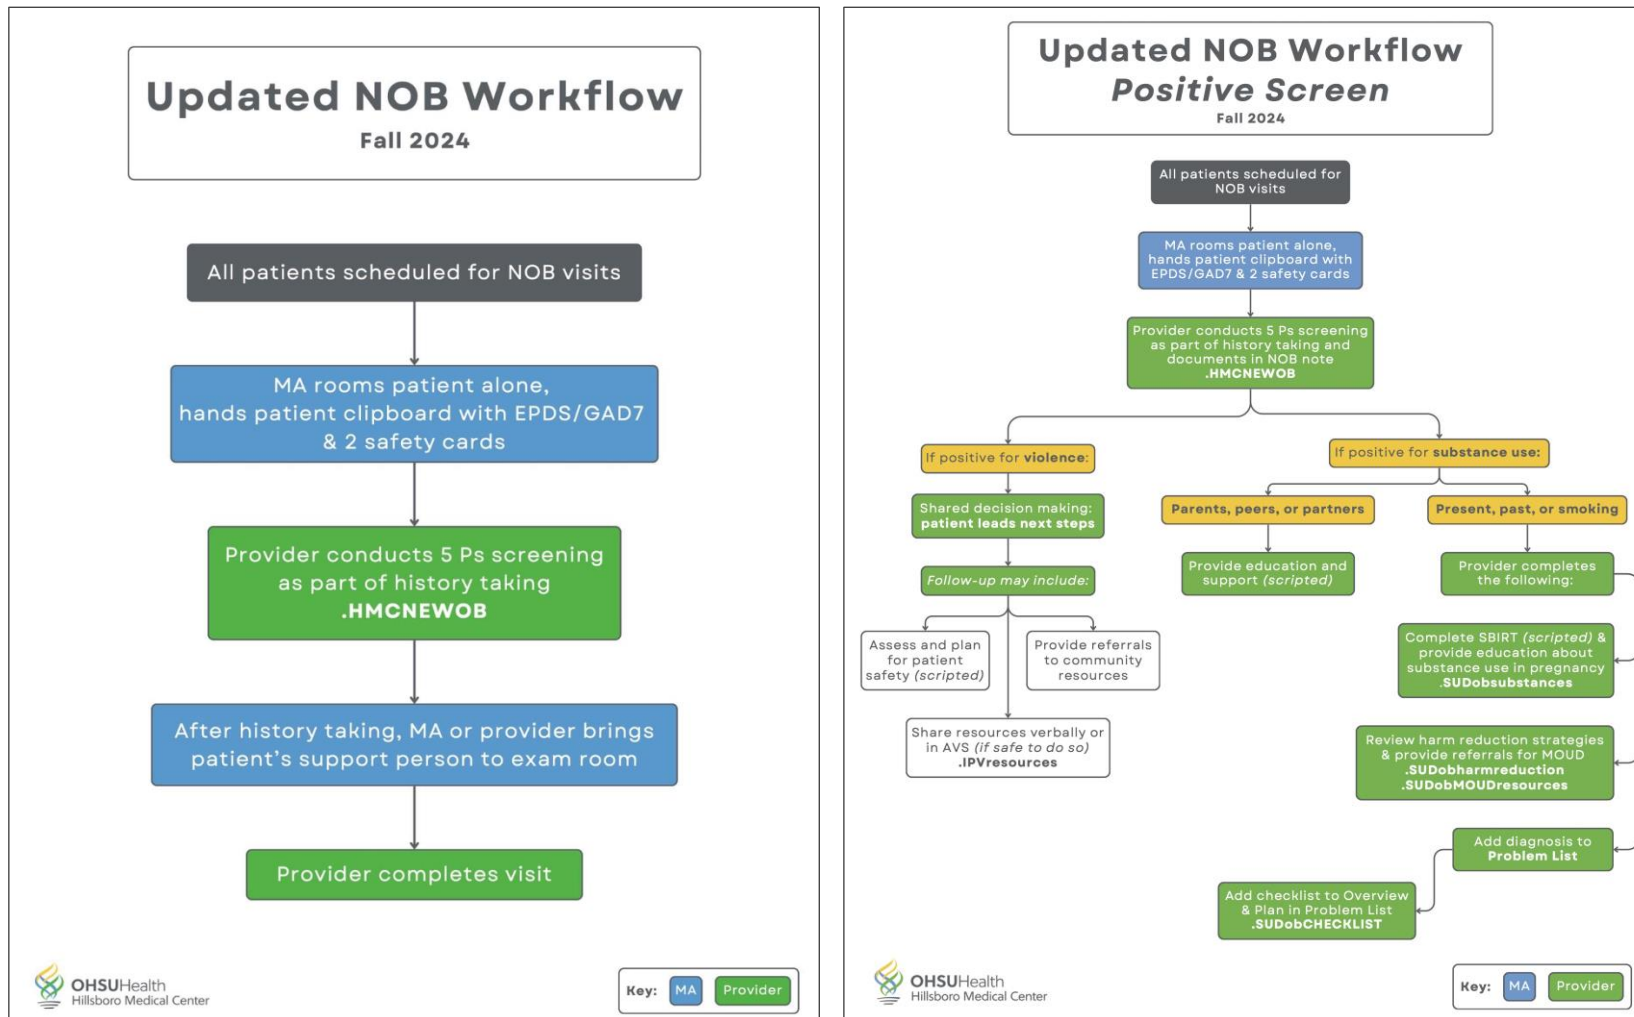 Updated NOB Workflow
Fall 2024
All patients scheduled for NOB visits
MA rooms patient alone,
hands patient clipboard with EPDS/GAD7
& 2 safety cards
Provider conducts 5 Ps screening
as part of history taking
.HMCNEWOB
After history taking, MA or provider brings
patient's support person to exam room
Provider completes visit
OHSUHealth
Hillsboro Medical Center
Key: MA Provider
Updated NOB Workflow
Positive Screen
Fall 2024
All patients scheduled for
NOB visits
MA rooms patient alone,
hands patient clipboard with
EPDS/GAD7 & 2 safety cards
Provider conducts 5 Ps screening
as part of history taking and
documents in NOB note
.HMCNEWOB
If positive for violence:
Shared decision making:
patient leads next steps
Follow-up may include:
Assess and plan
for patient
safety (scripted)
Provide referrals
to community
resources
Share resources verbally or
in AVS (if safe to do so)
.IPVresources
If positive for substance use:
Parents, peers, or partners
Provide education and
support (scripted)
Present, past, or smoking
Provider completes
the following:
Complete SBIRT (scripted) &
provide education about
substance use in pregnancy
.SUDobsubstances
Review harm reduction strategies
& provide referrals for MOUD
.SUDobharmreduction
.SUDobMOUDresources
Add diagnosis to
Problem List
Add checklist to Overview
& Plan in Problem List
.SUDobCHECKLIST
OHSUHealth
Hillsboro Medical Center
Key: MA Provider